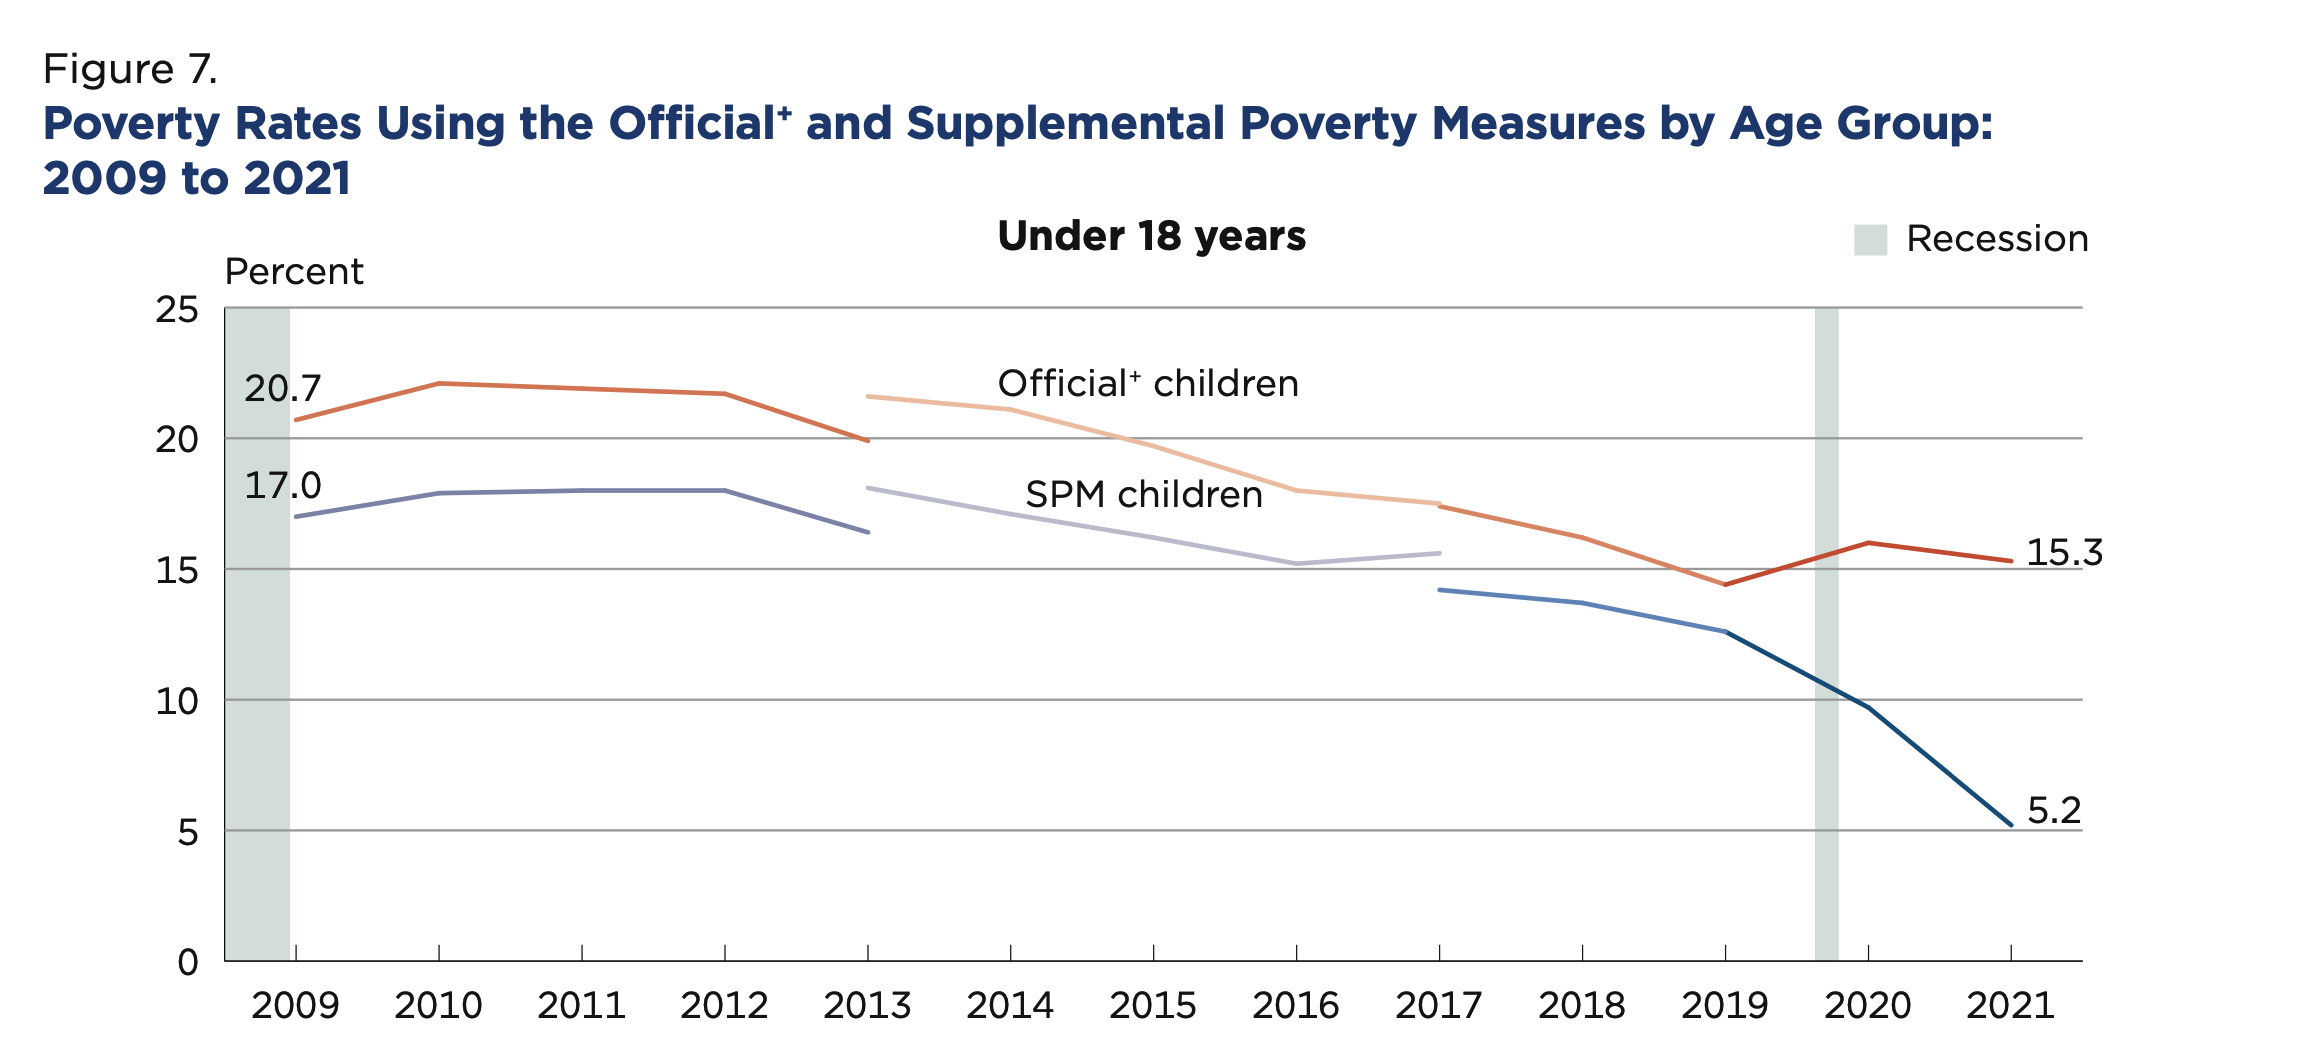 Figure 7.
Poverty Rates Using the Official⁺ and Supplemental Poverty Measures by Age Group:
2009 to 2021
Under 18 years
Recession
Percent
25
20.7
Official⁺ children
20
17.0
SPM children
15
15.3
10
5
5.2
0
2009 2010 2011 2012 2013 2014 2015 2016 2017 2018 2019 2020 2021